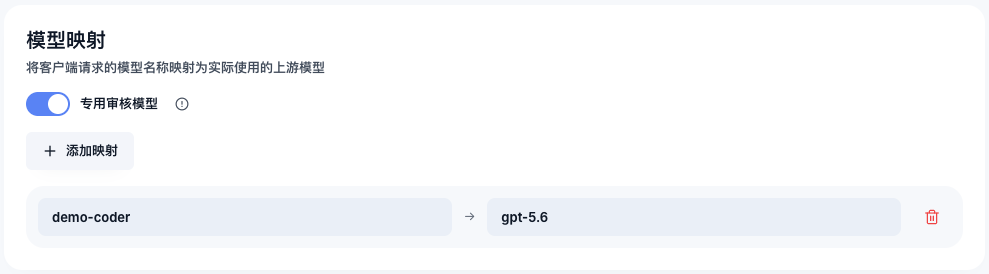 模型映射
将客户端请求的模型名称映射为实际使用的上游模型
专用审核模型
添加映射
demo-coder → gpt-5.6